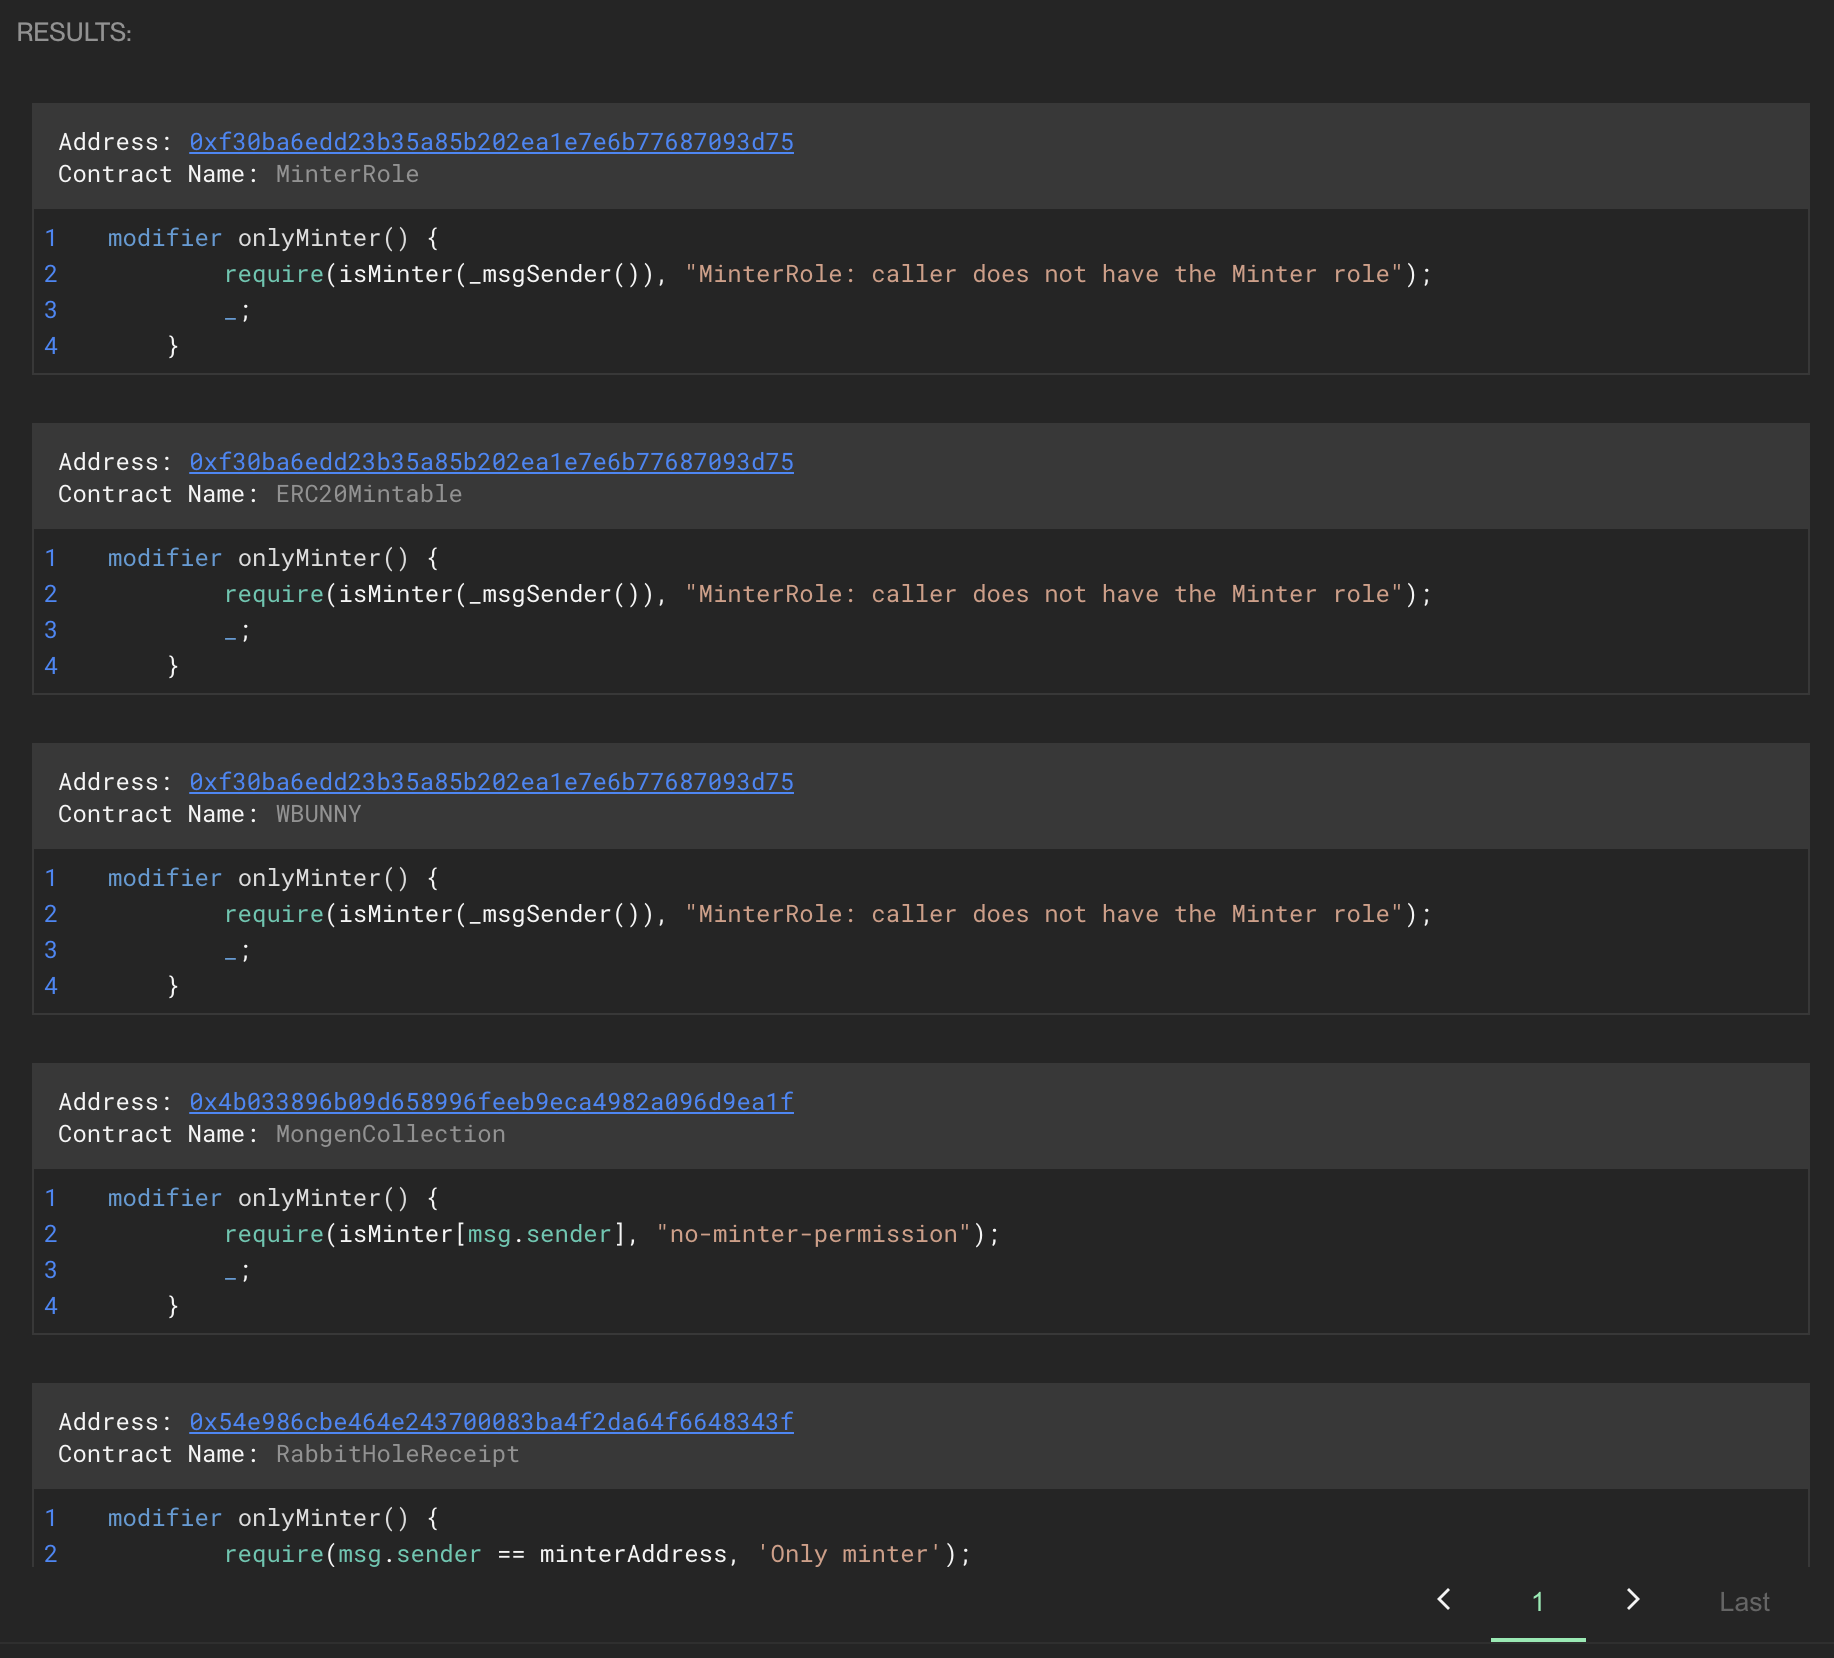 RESULTS:
Address: 0xf30ba6edd23b35a85b202ea1e7e6b77687093d75
Contract Name: MinterRole
1 modifier onlyMinter() {
2 require(isMinter(_msgSender()), "MinterRole: caller does not have the Minter role");
3 _;
4 }
Address: 0xf30ba6edd23b35a85b202ea1e7e6b77687093d75
Contract Name: ERC20Mintable
1 modifier onlyMinter() {
2 require(isMinter(_msgSender()), "MinterRole: caller does not have the Minter role");
3 _;
4 }
Address: 0xf30ba6edd23b35a85b202ea1e7e6b77687093d75
Contract Name: WBUNNY
1 modifier onlyMinter() {
2 require(isMinter(_msgSender()), "MinterRole: caller does not have the Minter role");
3 _;
4 }
Address: 0x4b033896b09d658996feeb9eca4982a096d9ea1f
Contract Name: MongenCollection
1 modifier onlyMinter() {
2 require(isMinter[msg.sender], "no-minter-permission");
3 _;
4 }
Address: 0x54e986cbe464e243700083ba4f2da64f6648343f
Contract Name: RabbitHoleReceipt
1 modifier onlyMinter() {
2 require(msg.sender == minterAddress, 'Only minter');
1 Last